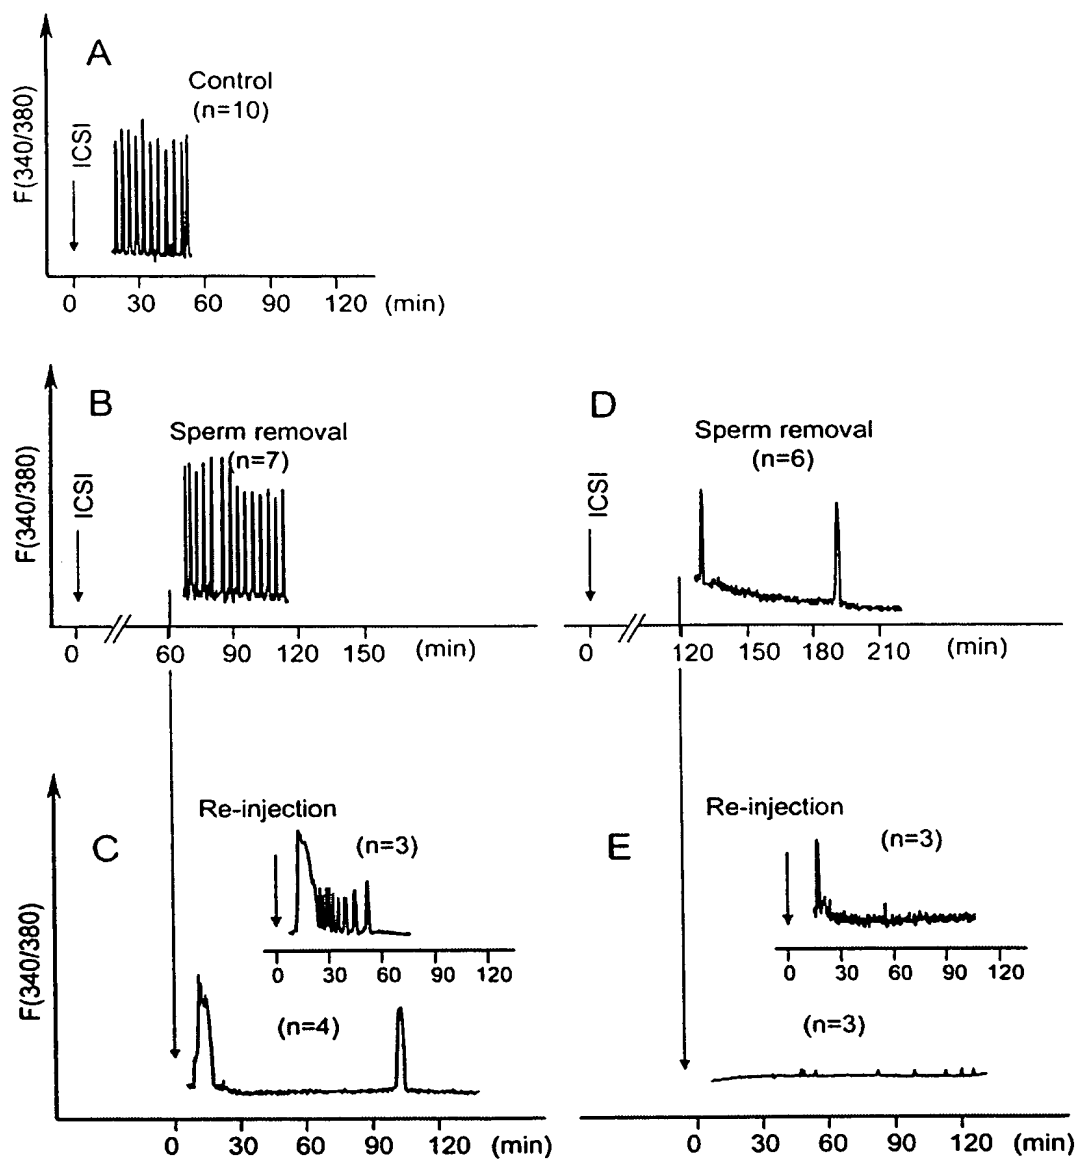 A
Control
(n=10)
ICSI
F(340/380)
0 30 60 90 120 (min)
B
Sperm removal
(n=7)
ICSI
F(340/380)
0 60 90 120 150 (min)
D
Sperm removal
(n=6)
ICSI
0 120 150 180 210 (min)
C
Re-injection
(n=3)
0 30 60 90 120
(n=4)
F(340/380)
0 30 60 90 120 (min)
E
Re-injection
(n=3)
0 30 60 90 120
(n=3)
0 30 60 90 120 (min)